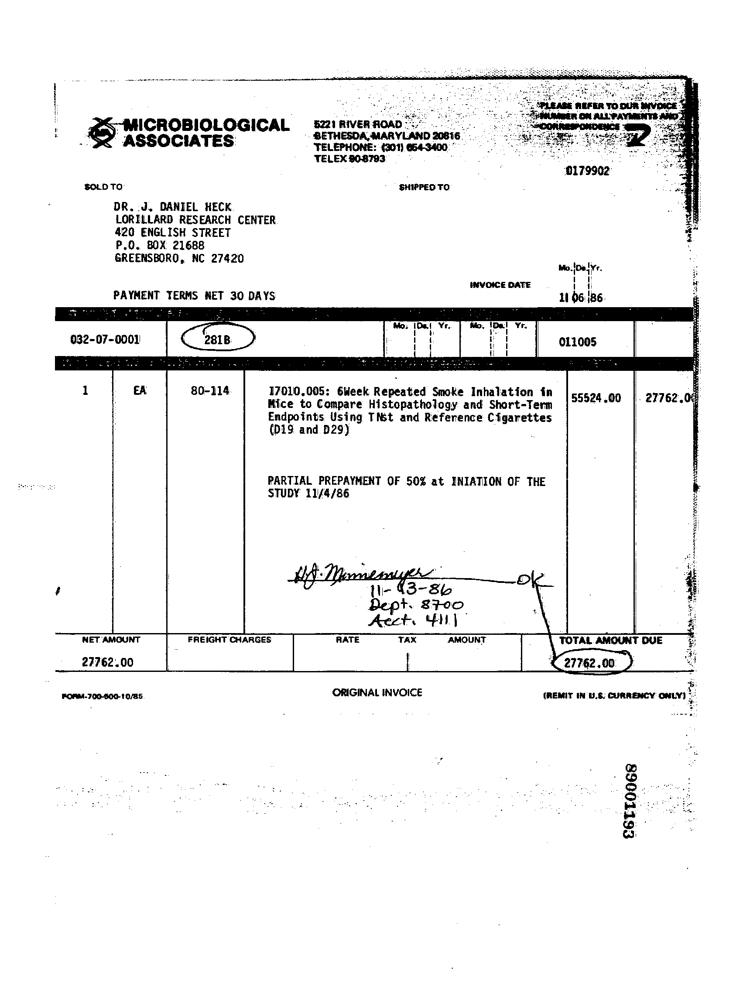 PLEASE REFER TO OUR INVOICE
NUMBER ON ALL PAYMENTS AND
CORRESPONDENCE
MICROBIOLOGICAL
ASSOCIATES
5221 RIVER ROAD
BETHESDA, MARYLAND 20816
TELEPHONE: (301) 654-3400
TELEX 90-8793
0179902
SOLD TO
SHIPPED TO
DR. J. DANIEL HECK
LORILLARD RESEARCH CENTER
420 ENGLISH STREET
P.O. BOX 21688
GREENSBORO, NC 27420
Mo. Da. Yr.
INVOICE DATE
PAYMENT TERMS NET 30 DAYS
11 06 86
Mo. Da. Yr. Mo. Da. Yr.
032-07-0001 281B 011005
1 EA 80-114 17010.005: 6Week Repeated Smoke Inhalation in 55524.00 27762.00
Mice to Compare Histopathology and Short-Term
Endpoints Using TNst and Reference Cigarettes
(D19 and D29)
PARTIAL PREPAYMENT OF 50% at INIATION OF THE
STUDY 11/4/86
H.J. Minnemeyer OK
11-13-86
Dept. 8700
Acct. 4111
NET AMOUNT FREIGHT CHARGES RATE TAX AMOUNT TOTAL AMOUNT DUE
27762.00 27762.00
FORM-700-600-10/85 ORIGINAL INVOICE (REMIT IN U.S. CURRENCY ONLY)
89001193